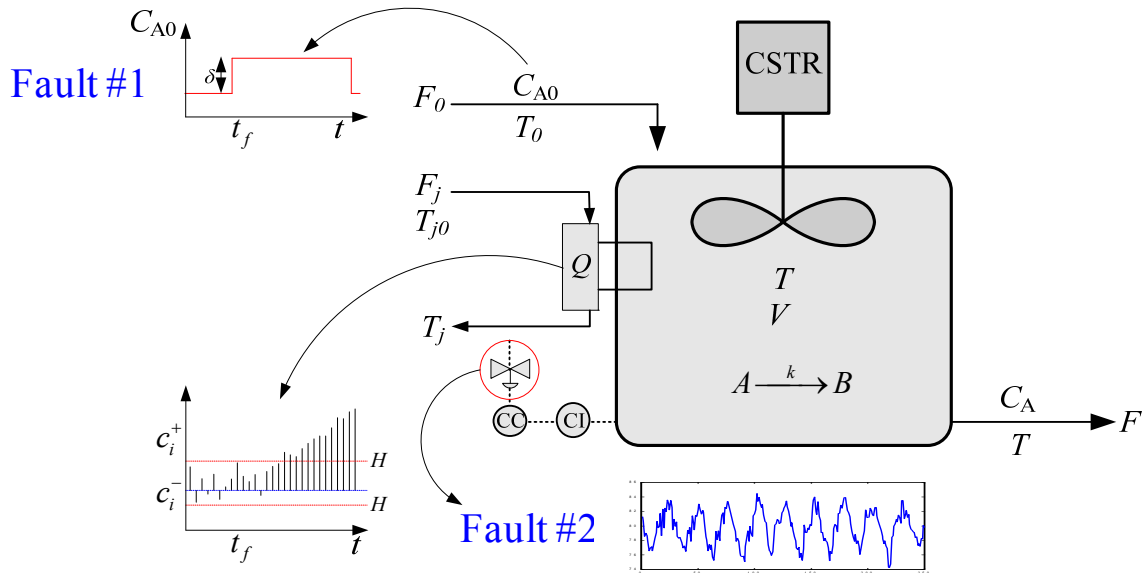 C_A0
Fault #1
δ
t_f
t
F_0
C_A0
T_0
CSTR
F_j
T_j0
Q
T_j
T
V
A —k→ B
CC
CI
C_A
T
F
c_i^+
H
c_i^-
H
t_f
t
Fault #2